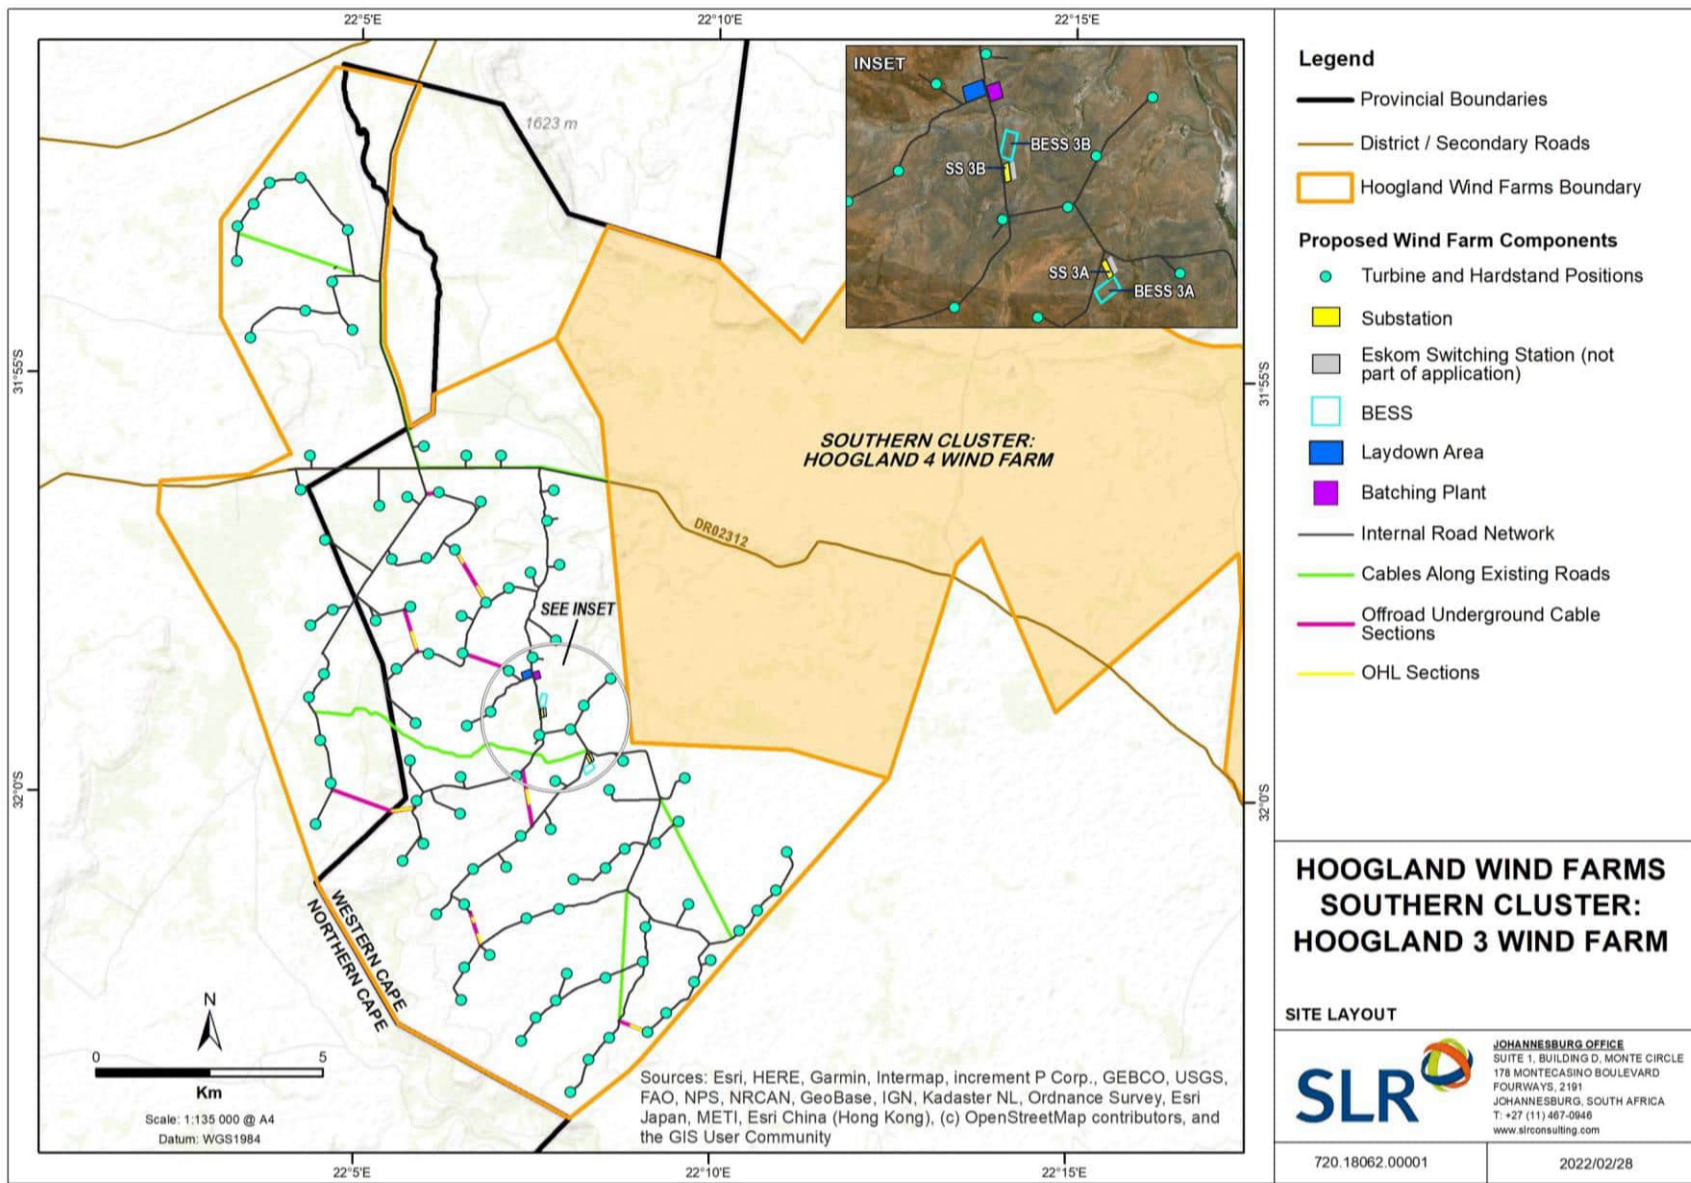 22°5'E
22°10'E
22°15'E
INSET
BESS 3B
SS 3B
SS 3A
BESS 3A
1623 m
31°55'S
31°55'S
SOUTHERN CLUSTER:
HOOGLAND 4 WIND FARM
DR02312
SEE INSET
32°0'S
32°0'S
WESTERN CAPE
NORTHERN CAPE
N
0 5
Km
Scale: 1:135 000 @ A4
Datum: WGS1984
Sources: Esri, HERE, Garmin, Intermap, increment P Corp., GEBCO, USGS,
FAO, NPS, NRCAN, GeoBase, IGN, Kadaster NL, Ordnance Survey, Esri
Japan, METI, Esri China (Hong Kong), (c) OpenStreetMap contributors, and
the GIS User Community
22°5'E
22°10'E
22°15'E
Legend
Provincial Boundaries
District / Secondary Roads
Hoogland Wind Farms Boundary
Proposed Wind Farm Components
Turbine and Hardstand Positions
Substation
Eskom Switching Station (not
part of application)
BESS
Laydown Area
Batching Plant
Internal Road Network
Cables Along Existing Roads
Offroad Underground Cable
Sections
OHL Sections
HOOGLAND WIND FARMS
SOUTHERN CLUSTER:
HOOGLAND 3 WIND FARM
SITE LAYOUT
SLR
JOHANNESBURG OFFICE
SUITE 1, BUILDING D, MONTE CIRCLE
178 MONTECASINO BOULEVARD
FOURWAYS, 2191
JOHANNESBURG, SOUTH AFRICA
T: +27 (11) 467-0946
www.slrconsulting.com
720.18062.00001
2022/02/28